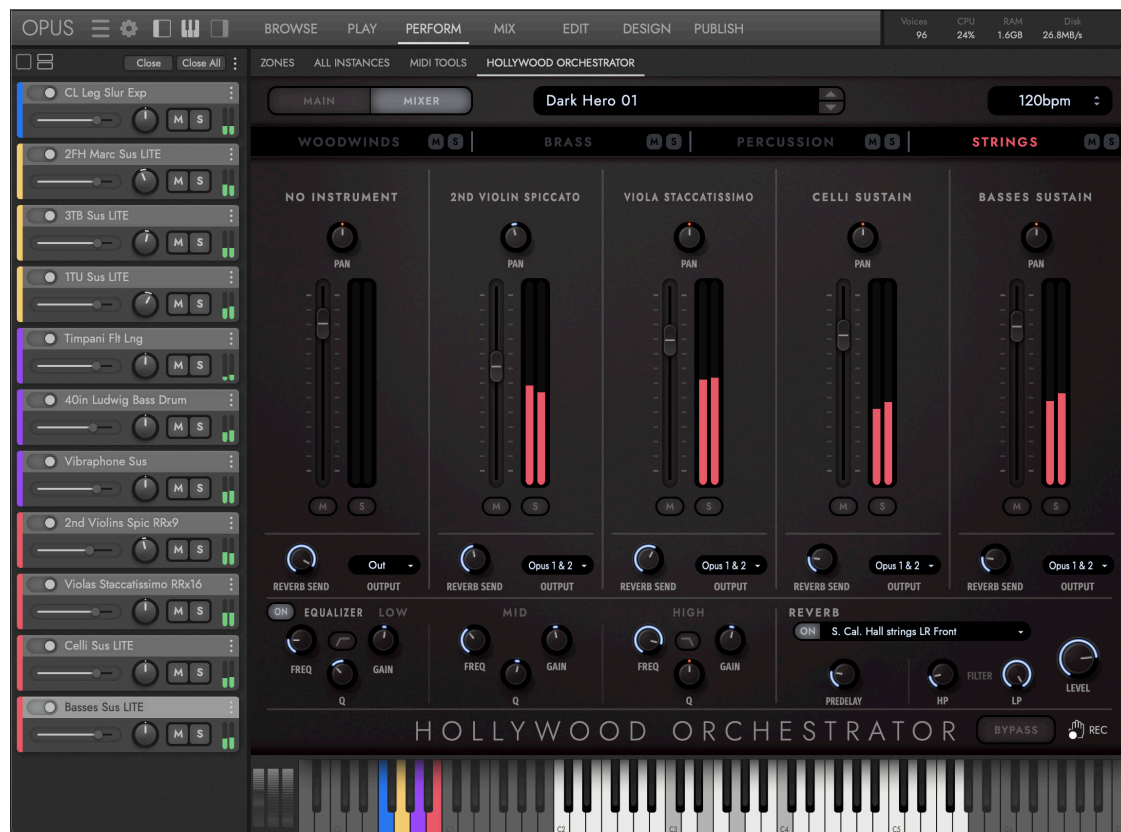 OPUS BROWSE PLAY PERFORM MIX EDIT DESIGN PUBLISH
Voices CPU RAM Disk
96 24% 1.6GB 26.8MB/s
Close Close All
ZONES ALL INSTANCES MIDI TOOLS HOLLYWOOD ORCHESTRATOR
CL Leg Slur Exp
M S
2FH Marc Sus LITE
M S
3TB Sus LITE
M S
1TU Sus LITE
M S
Timpani Flt Lng
M S
40in Ludwig Bass Drum
M S
Vibraphone Sus
M S
2nd Violins Spic RRx9
M S
Violas Staccatissimo RRx16
M S
Celli Sus LITE
M S
Basses Sus LITE
M S
MAIN MIXER Dark Hero 01 120bpm
WOODWINDS M S BRASS M S PERCUSSION M S STRINGS M S
NO INSTRUMENT 2ND VIOLIN SPICCATO VIOLA STACCATISSIMO CELLI SUSTAIN BASSES SUSTAIN
PAN PAN PAN PAN PAN
M S M S M S M S M S
Out Opus 1 & 2 Opus 1 & 2 Opus 1 & 2 Opus 1 & 2
REVERB SEND OUTPUT REVERB SEND OUTPUT REVERB SEND OUTPUT REVERB SEND OUTPUT REVERB SEND OUTPUT
ON EQUALIZER LOW MID HIGH REVERB
ON S. Cal. Hall strings LR Front
FREQ GAIN FREQ GAIN FREQ GAIN FILTER LEVEL
Q Q Q PREDELAY HP LP
HOLLYWOOD ORCHESTRATOR BYPASS REC
C2 C3 C4 C5